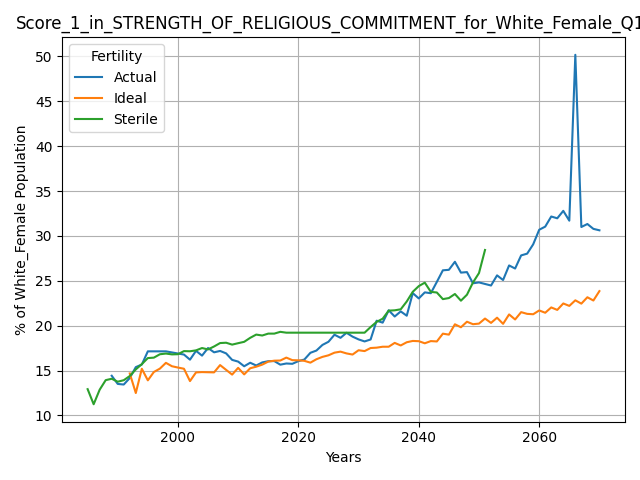 Score_1_in_STRENGTH_OF_RELIGIOUS_COMMITMENT_for_White_Female_Q1
Fertility
Actual
Ideal
Sterile
50
45
40
35
30
25
20
15
10
% of White_Female Population
2000 2020 2040 2060
Years